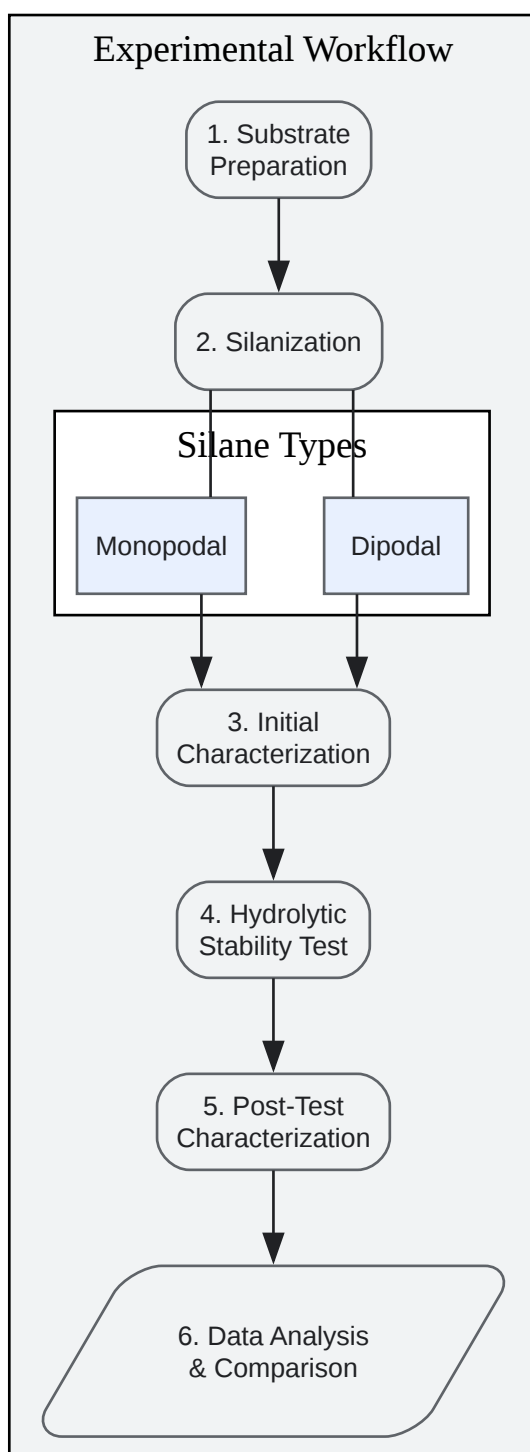 Experimental Workflow
1. Substrate
Preparation
2. Silanization
Silane Types
Monopodal
Dipodal
3. Initial
Characterization
4. Hydrolytic
Stability Test
5. Post-Test
Characterization
6. Data Analysis
& Comparison